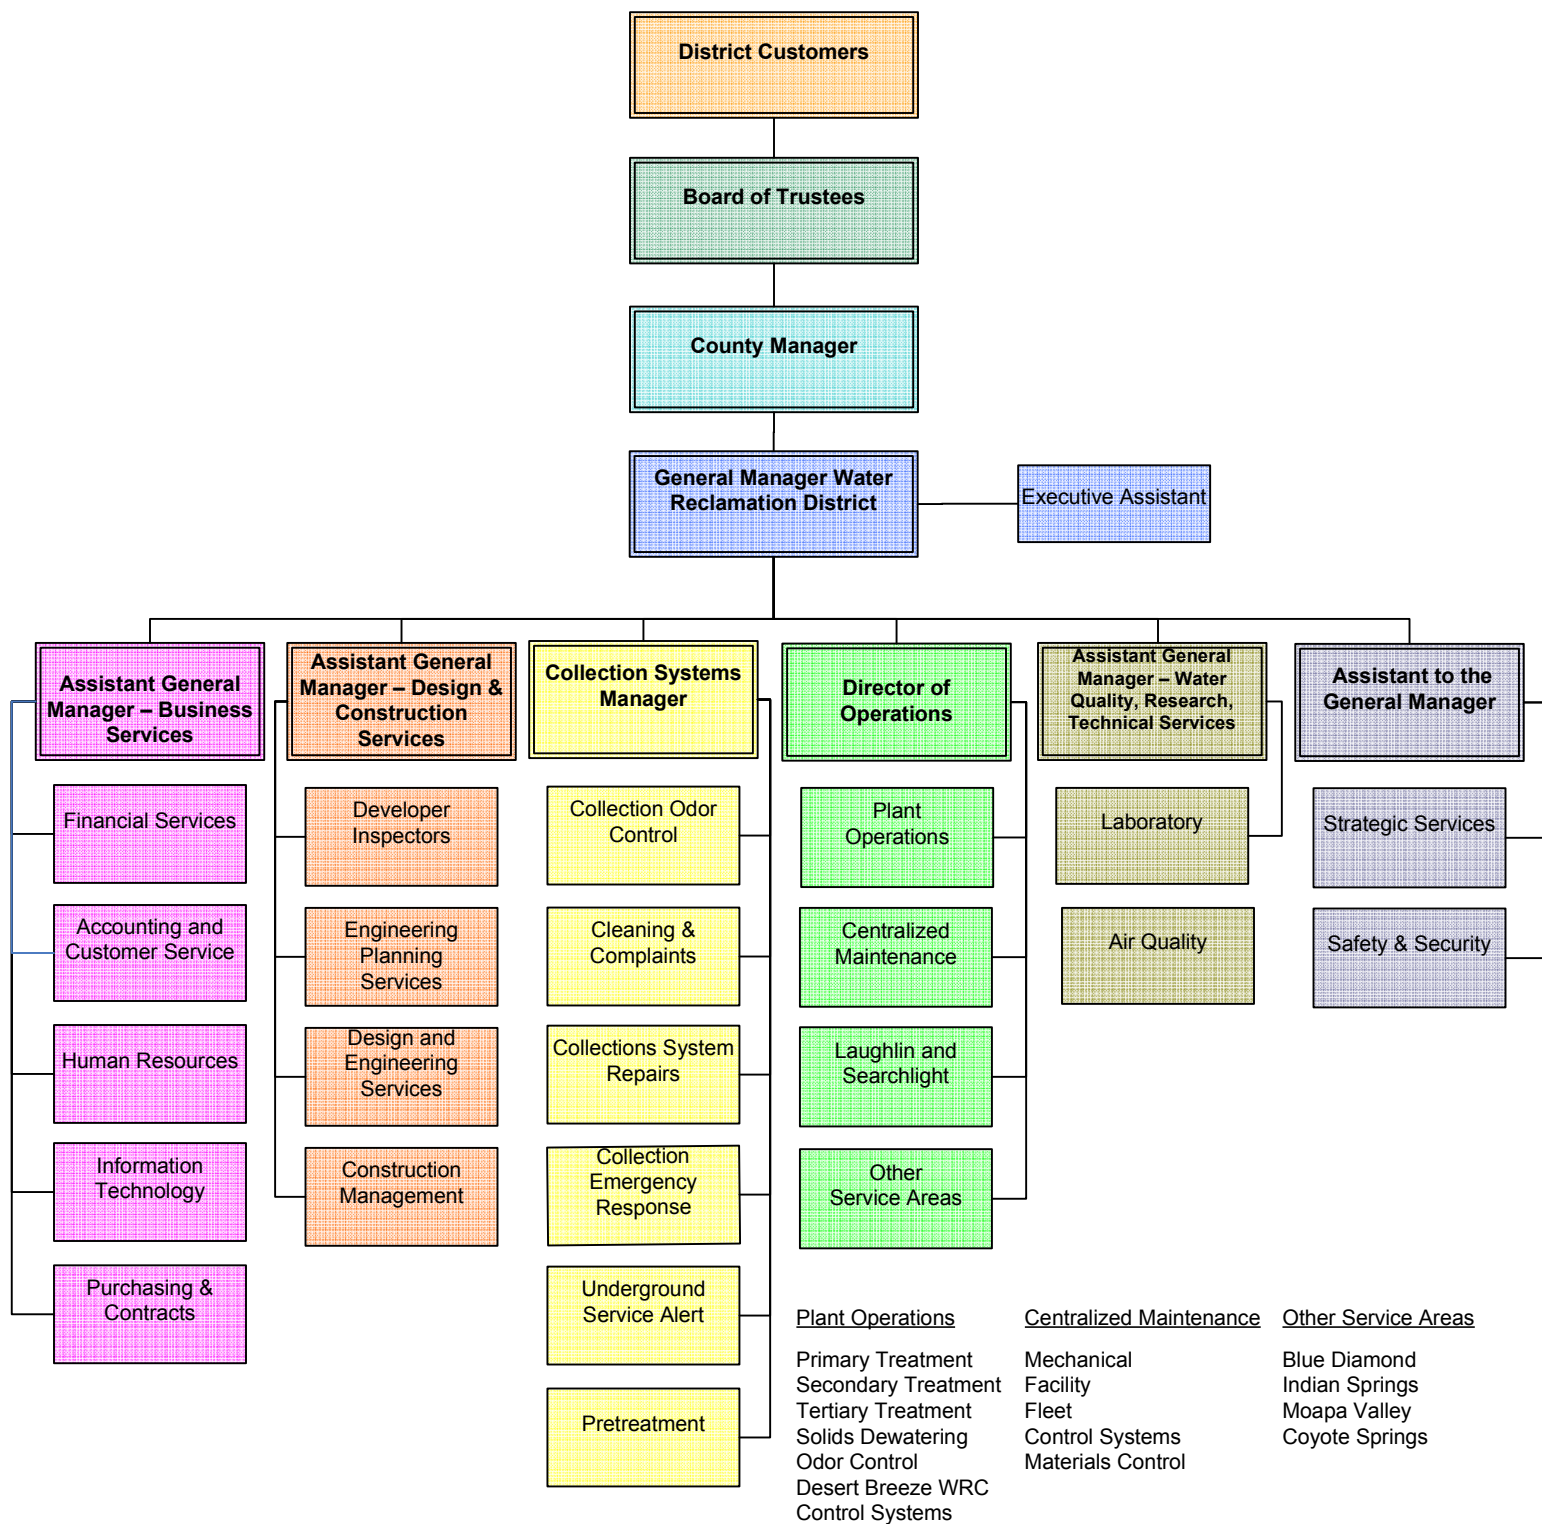 District Customers
Board of Trustees
County Manager
General Manager Water
Reclamation District
Executive Assistant
Assistant General
Manager – Business
Services
Financial Services
Accounting and
Customer Service
Human Resources
Information
Technology
Purchasing &
Contracts
Assistant General
Manager – Design &
Construction
Services
Developer
Inspectors
Engineering
Planning
Services
Design and
Engineering
Services
Construction
Management
Collection Systems
Manager
Collection Odor
Control
Cleaning &
Complaints
Collections System
Repairs
Collection
Emergency
Response
Underground
Service Alert
Pretreatment
Director of
Operations
Plant
Operations
Centralized
Maintenance
Laughlin and
Searchlight
Other
Service Areas
Assistant General
Manager – Water
Quality, Research,
Technical Services
Laboratory
Air Quality
Assistant to the
General Manager
Strategic Services
Safety & Security
Plant Operations
Primary Treatment
Secondary Treatment
Tertiary Treatment
Solids Dewatering
Odor Control
Desert Breeze WRC
Control Systems
Centralized Maintenance
Mechanical
Facility
Fleet
Control Systems
Materials Control
Other Service Areas
Blue Diamond
Indian Springs
Moapa Valley
Coyote Springs